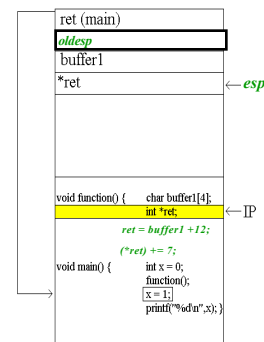 ret (main)
oldesp
buffer1
*ret
esp
void function() { char buffer1[4];
int *ret;
IP
ret = buffer1 +12;
(*ret) += 7;
void main() { int x = 0;
function();
x = 1;
printf("%d\n",x); }